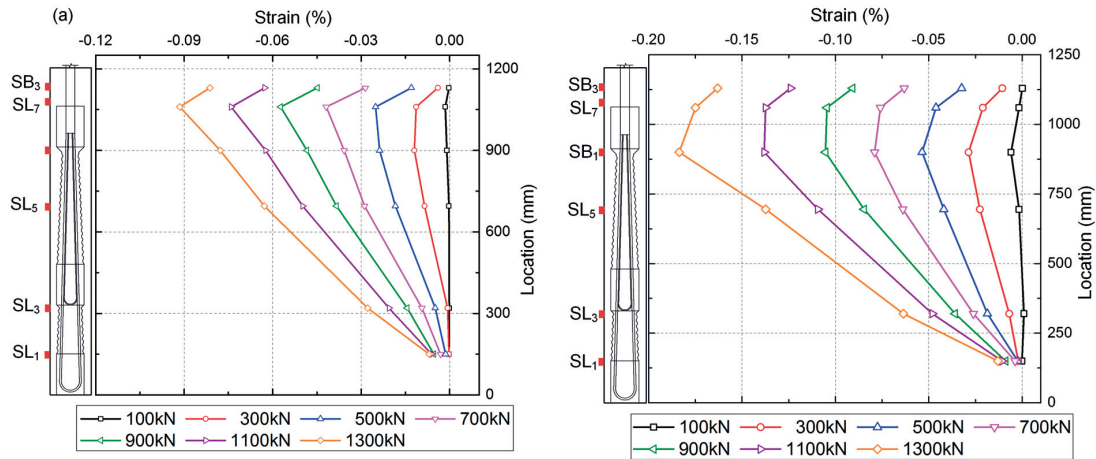 (a)
Strain (%)
-0.12 -0.09 -0.06 -0.03 0.00
1200
900
600
300
0
Location (mm)
SB3
SL7
SL5
SL3
SL1
100kN 300kN 500kN 700kN
900kN 1100kN 1300kN
Strain (%)
-0.20 -0.15 -0.10 -0.05 0.00
1250
1000
750
500
250
0
Location (mm)
SB3
SL7
SB1
SL5
SL3
SL1
100kN 300kN 500kN 700kN
900kN 1100kN 1300kN